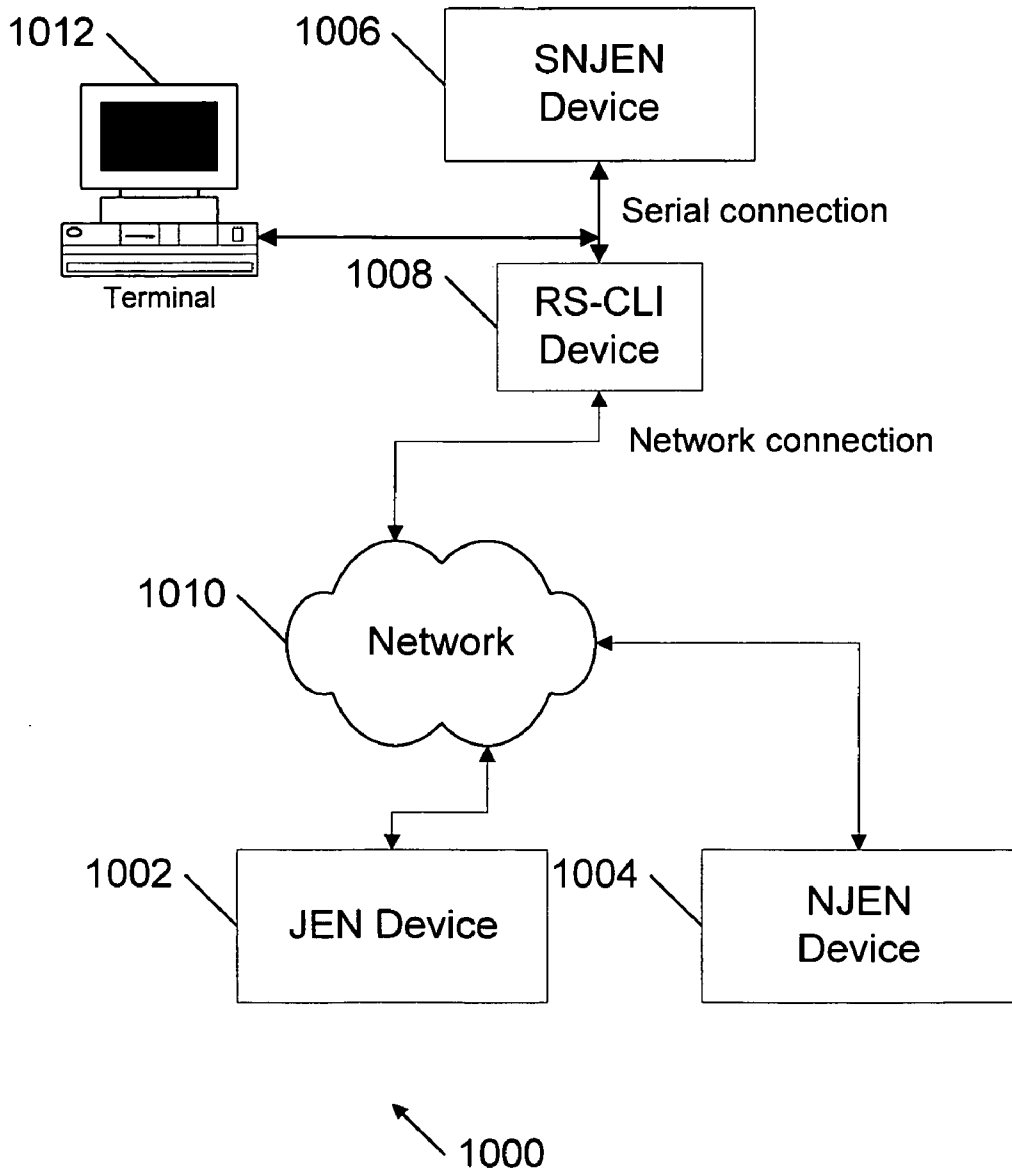 1012
1006
SNJEN
Device
Serial connection
Terminal
1008
RS-CLI
Device
Network connection
1010
Network
1002
JEN Device
1004
NJEN
Device
1000